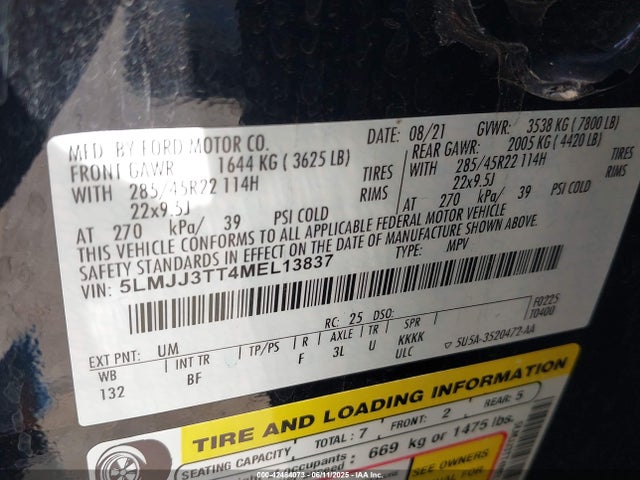 MFD. BY FORD MOTOR CO. DATE: 08/21 GVWR: 3538 KG ( 7800 LB)
FRONT GAWR: 1644 KG ( 3625 LB) REAR GAWR: 2005 KG ( 4420 LB)
WITH 285/45R22 114H TIRES WITH 285/45R22 114H TIRES
22x9.5J RIMS 22x9.5J RIMS
AT 270 kPa/ 39 PSI COLD AT 270 kPa/ 39 PSI COLD
THIS VEHICLE CONFORMS TO ALL APPLICABLE FEDERAL MOTOR VEHICLE
SAFETY STANDARDS IN EFFECT ON THE DATE OF MANUFACTURE SHOWN ABOVE.
VIN: 5LMJJ3TT4MEL13837 TYPE: MPV
F0225
T0400
RC: 25 DSO:
EXT PNT: UM
WB INT TR TP/PS R AXLE TR SPR
132 BF F 3L U KKKK
ULC
5U5A-3520472-AA
TIRE AND LOADING INFORMATION
SEATING CAPACITY TOTAL: 7 FRONT: 2 REAR: 5
occupants 669 kg or 1475 lbs.
SEE OWNERS
MANUAL FOR
000-42484073 - 06/11/2025 - IAA Inc.